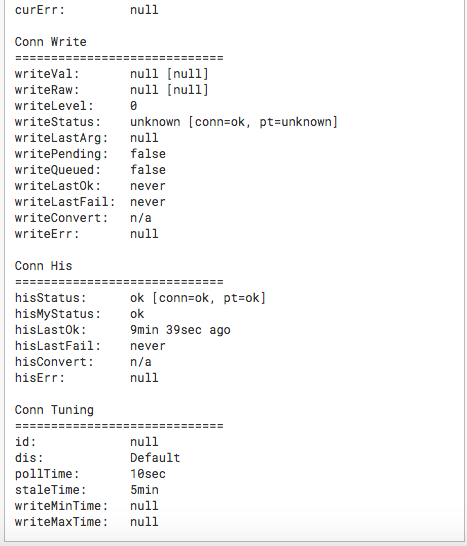 curErr:       null
Conn Write
=============================
writeVal:       null [null]
writeRaw:       null [null]
writeLevel:     0
writeStatus:    unknown [conn=ok, pt=unknown]
writeLastArg:   null
writePending:   false
writeQueued:    false
writeLastOk:    never
writeLastFail:  never
writeConvert:   n/a
writeErr:       null
Conn His
=============================
hisStatus:      ok [conn=ok, pt=ok]
hisMyStatus:    ok
hisLastOk:      9min 39sec ago
hisLastFail:    never
hisConvert:     n/a
hisErr:         null
Conn Tuning
=============================
id:             null
dis:            Default
pollTime:       10sec
staleTime:      5min
writeMinTime:   null
writeMaxTime:   null